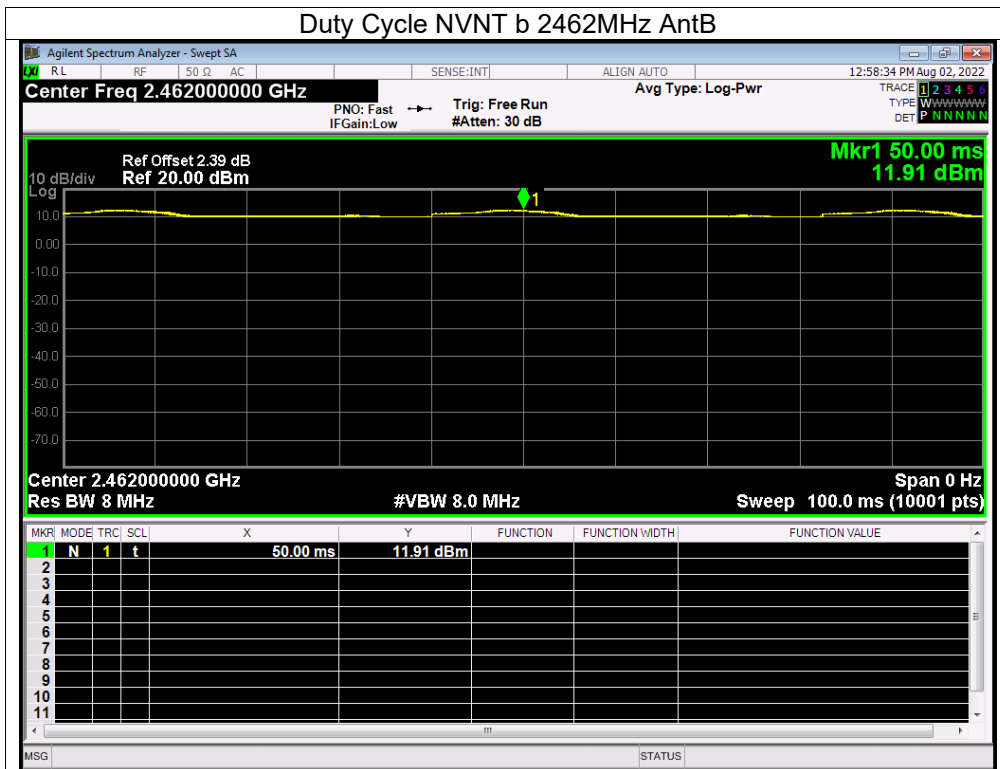 Duty Cycle NVNT b 2462MHz AntB
Agilent Spectrum Analyzer - Swept SA
LXI RL RF 50 Ω AC SENSE:INT ALIGN AUTO 12:58:34 PM Aug 02, 2022
Center Freq 2.462000000 GHz
PNO: Fast
IFGain:Low
Trig: Free Run
#Atten: 30 dB
Avg Type: Log-Pwr
TRACE 1 2 3 4 5 6
TYPE WWWWWWW
DET P N N N N N
Mkr1 50.00 ms
11.91 dBm
Ref Offset 2.39 dB
10 dB/div Ref 20.00 dBm
Log
1
10.0
0.00
-10.0
-20.0
-30.0
-40.0
-50.0
-60.0
-70.0
Center 2.462000000 GHz Span 0 Hz
Res BW 8 MHz #VBW 8.0 MHz Sweep 100.0 ms (10001 pts)
MKR MODE TRC SCL X Y FUNCTION FUNCTION WIDTH FUNCTION VALUE
1 N 1 t 50.00 ms 11.91 dBm
2
3
4
5
6
7
8
9
10
11
MSG STATUS